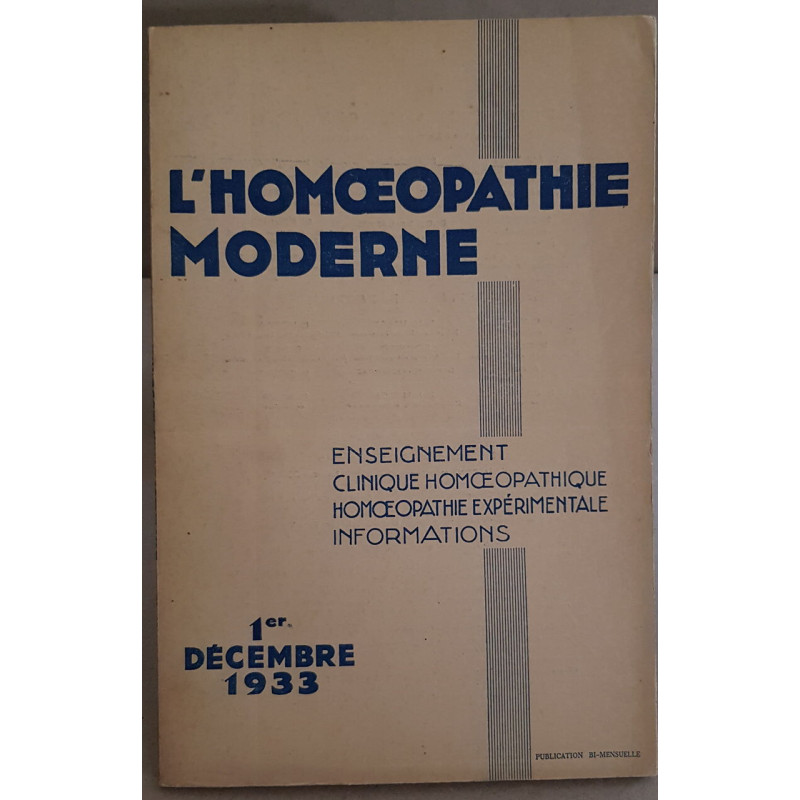 L'HOMŒOPATHIE
MODERNE
ENSEIGNEMENT
CLINIQUE HOMŒOPATHIQUE
HOMŒOPATHIE EXPÉRIMENTALE
INFORMATIONS
1er
DÉCEMBRE
1933
PUBLICATION BI-MENSUELLE